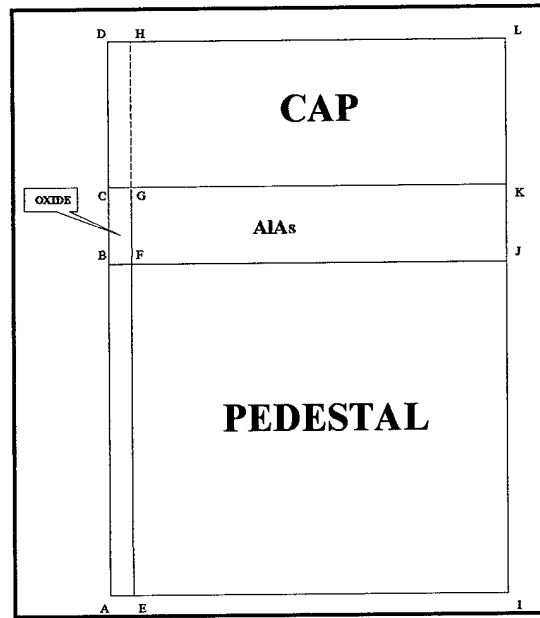 D H L
CAP
C G K
OXIDE
AlAs
B F J
PEDESTAL
A E I